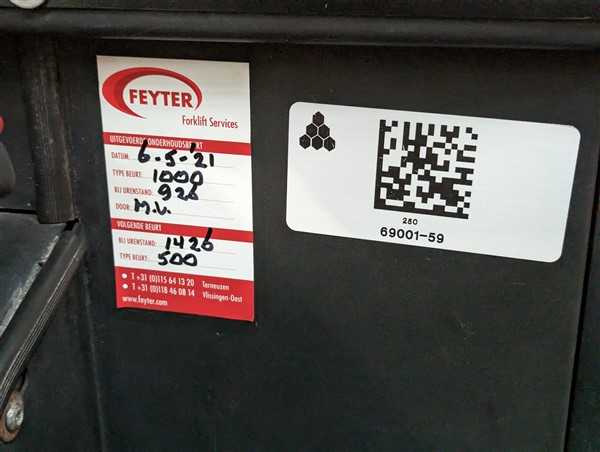 FEYTER
Forklift Services
UITGEVOERDE ONDERHOUDSBEURT
DATUM: 6-5-'21
TYPE BEURT: 1000
BIJ URENSTAND: 926
DOOR: M.V.
VOLGENDE BEURT
BIJ URENSTAND: 1426
TYPE BEURT: 500
• T +31 (0)115 64 13 20 Terneuzen
• T +31 (0)118 46 08 14 Vlissingen-Oost
www.feyter.com
250
69001-59